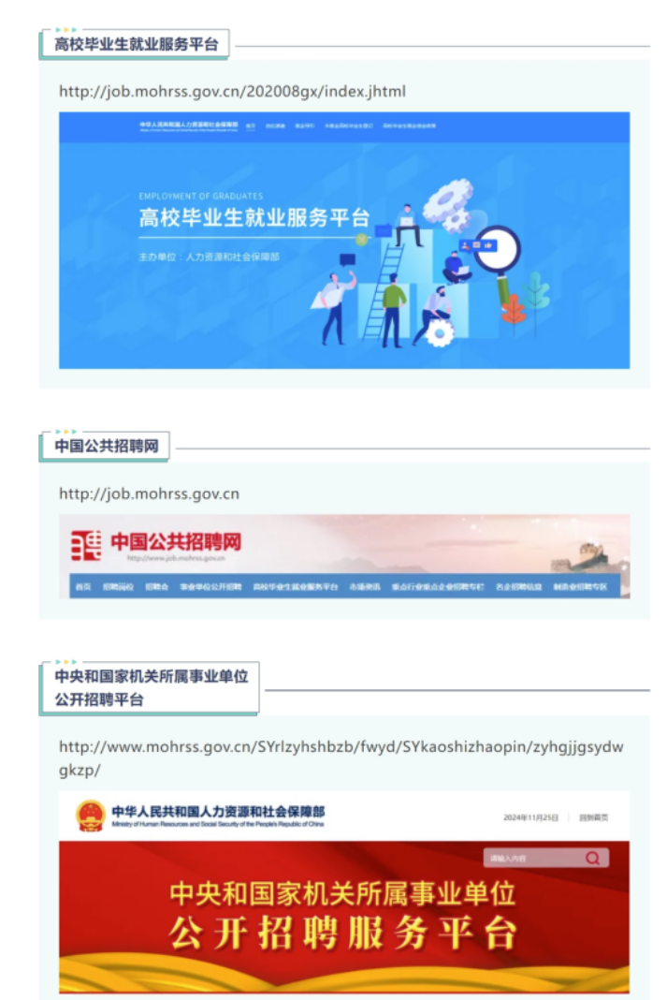 高校毕业生就业服务平台
http://job.mohrss.gov.cn/202008gx/index.jhtml
中华人民共和国人力资源和社会保障部
首页
EMPLOYMENT OF GRADUATES
高校毕业生就业服务平台
主办单位：人力资源和社会保障部
中国公共招聘网
http://job.mohrss.gov.cn
中国公共招聘网
http://www.job.mohrss.gov.cn
首页 招聘岗位 招聘会 事业单位公开招聘 高校毕业生就业服务平台 市场资讯 重点行业重点企业招聘专栏 名企招聘信息 制造业招聘专区
中央和国家机关所属事业单位
公开招聘平台
http://www.mohrss.gov.cn/SYrlzyhshbzb/fwyd/SYkaoshizhaopin/zyhgjjgsydw
gkzp/
中华人民共和国人力资源和社会保障部
Ministry of Human Resources and Social Security of the People's Republic of China
2024年11月25日 回到首页
请输入内容
中央和国家机关所属事业单位
公开招聘服务平台